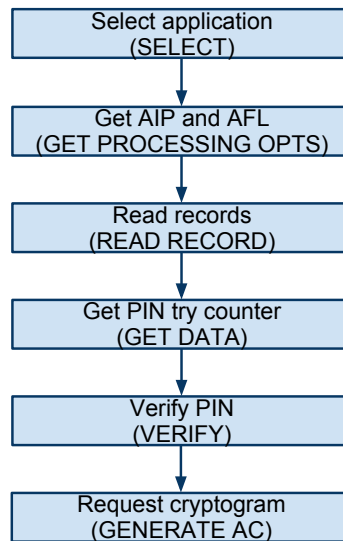 Select application
(SELECT)
Get AIP and AFL
(GET PROCESSING OPTS)
Read records
(READ RECORD)
Get PIN try counter
(GET DATA)
Verify PIN
(VERIFY)
Request cryptogram
(GENERATE AC)